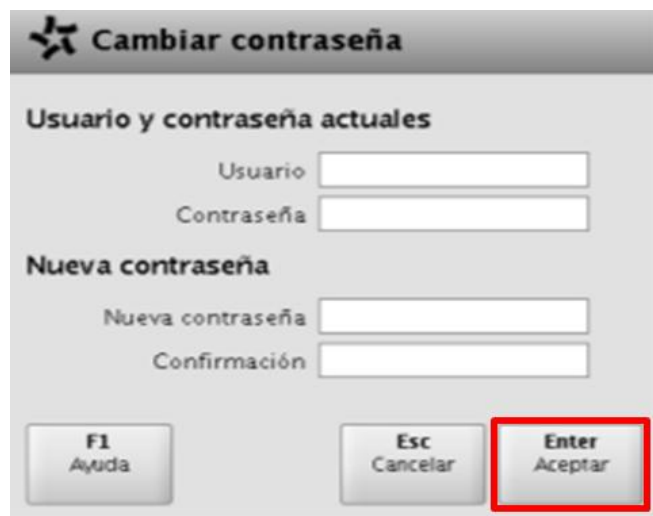 Cambiar contraseña
Usuario y contraseña actuales
Usuario
Contraseña
Nueva contraseña
Nueva contraseña
Confirmación
F1 Esc Enter
Ayuda Cancelar Aceptar